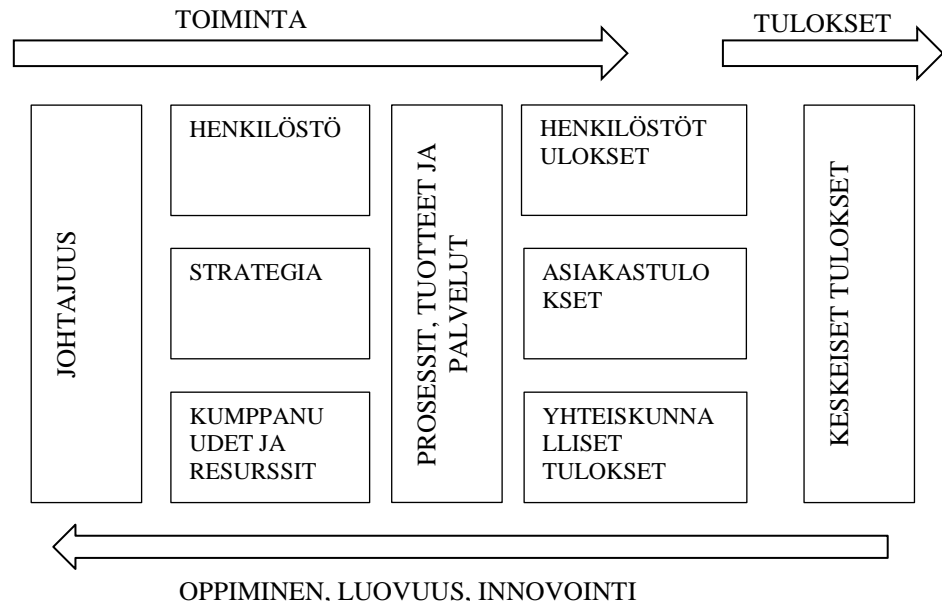 TOIMINTA
TULOKSET
JOHTAJUUS
HENKILÖSTÖ
STRATEGIA
KUMPPANU
UDET JA
RESURSSIT
PROSESSIT, TUOTTEET JA
PALVELUT
HENKILÖSTÖT
ULOKSET
ASIAKASTULO
KSET
YHTEISKUNNA
LLISET
TULOKSET
KESKEISET TULOKSET
OPPIMINEN, LUOVUUS, INNOVOINTI